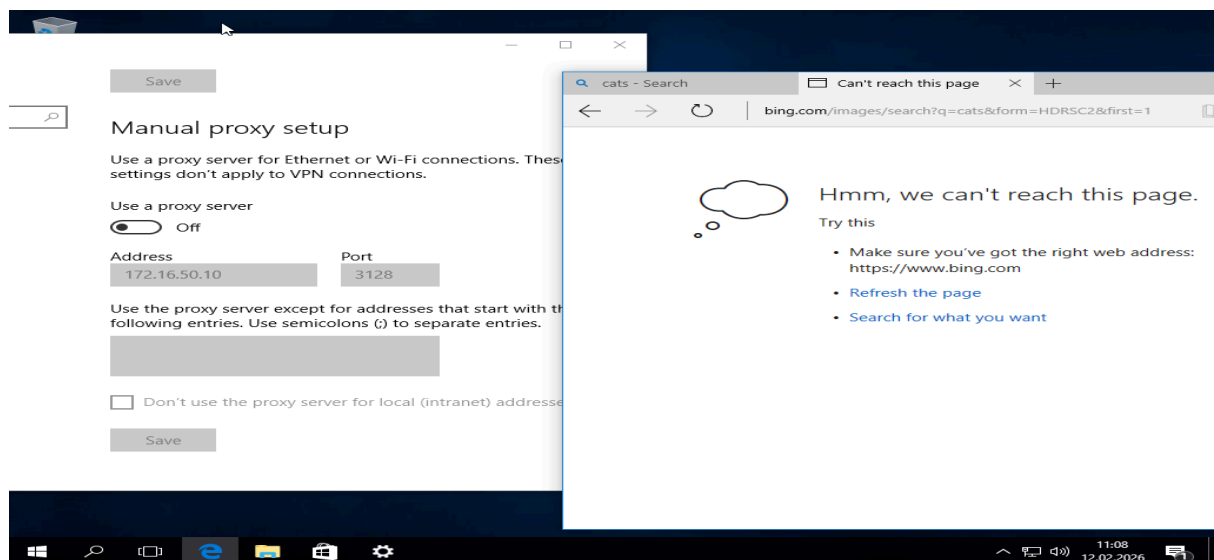 Save
Manual proxy setup
Use a proxy server for Ethernet or Wi-Fi connections. These
settings don't apply to VPN connections.
Use a proxy server
Off
Address Port
172.16.50.10 3128
Use the proxy server except for addresses that start with
following entries. Use semicolons (;) to separate entries.
Don't use the proxy server for local (intranet)
Save
cats - Search
Can't reach this page
bing.com/images/search?q=cats&form=HDRSC2&first=1
Hmm, we can't reach this page.
Try this
• Make sure you've got the right web address:
https://www.bing.com
• Refresh the page
• Search for what you want
11:08
12.02.2026
1